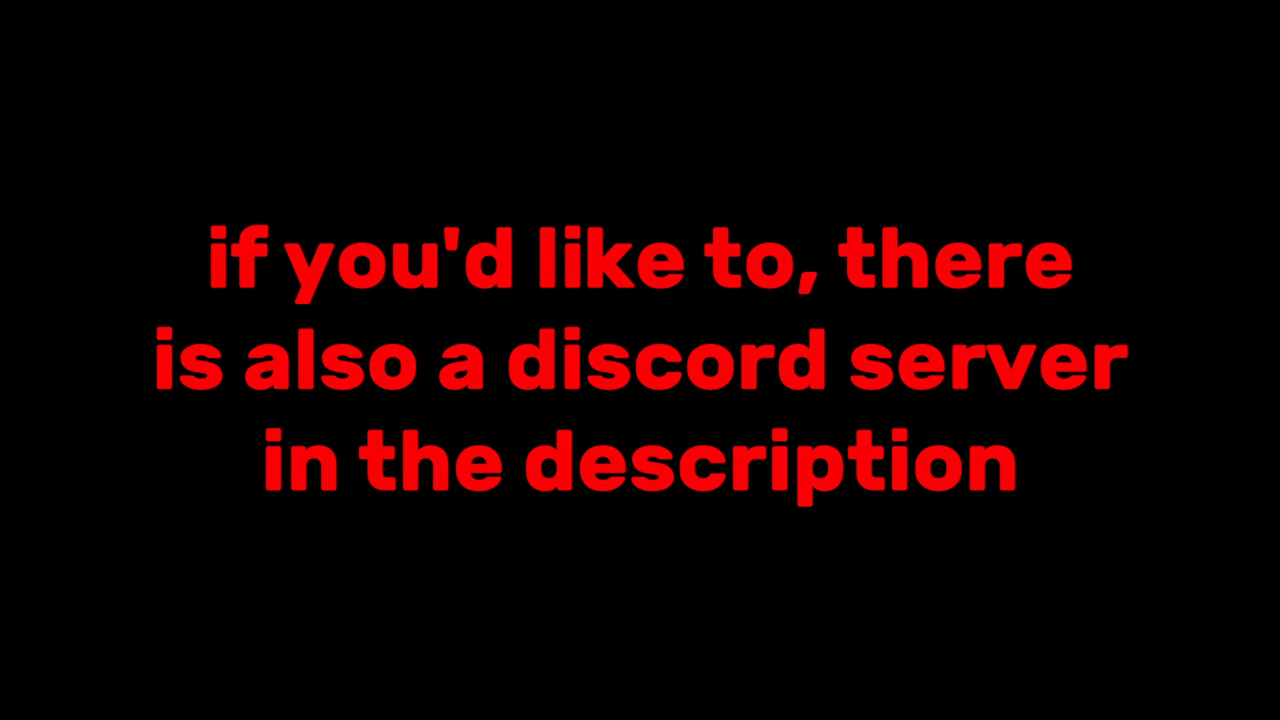 if you'd like to, there
is also a discord server
in the description